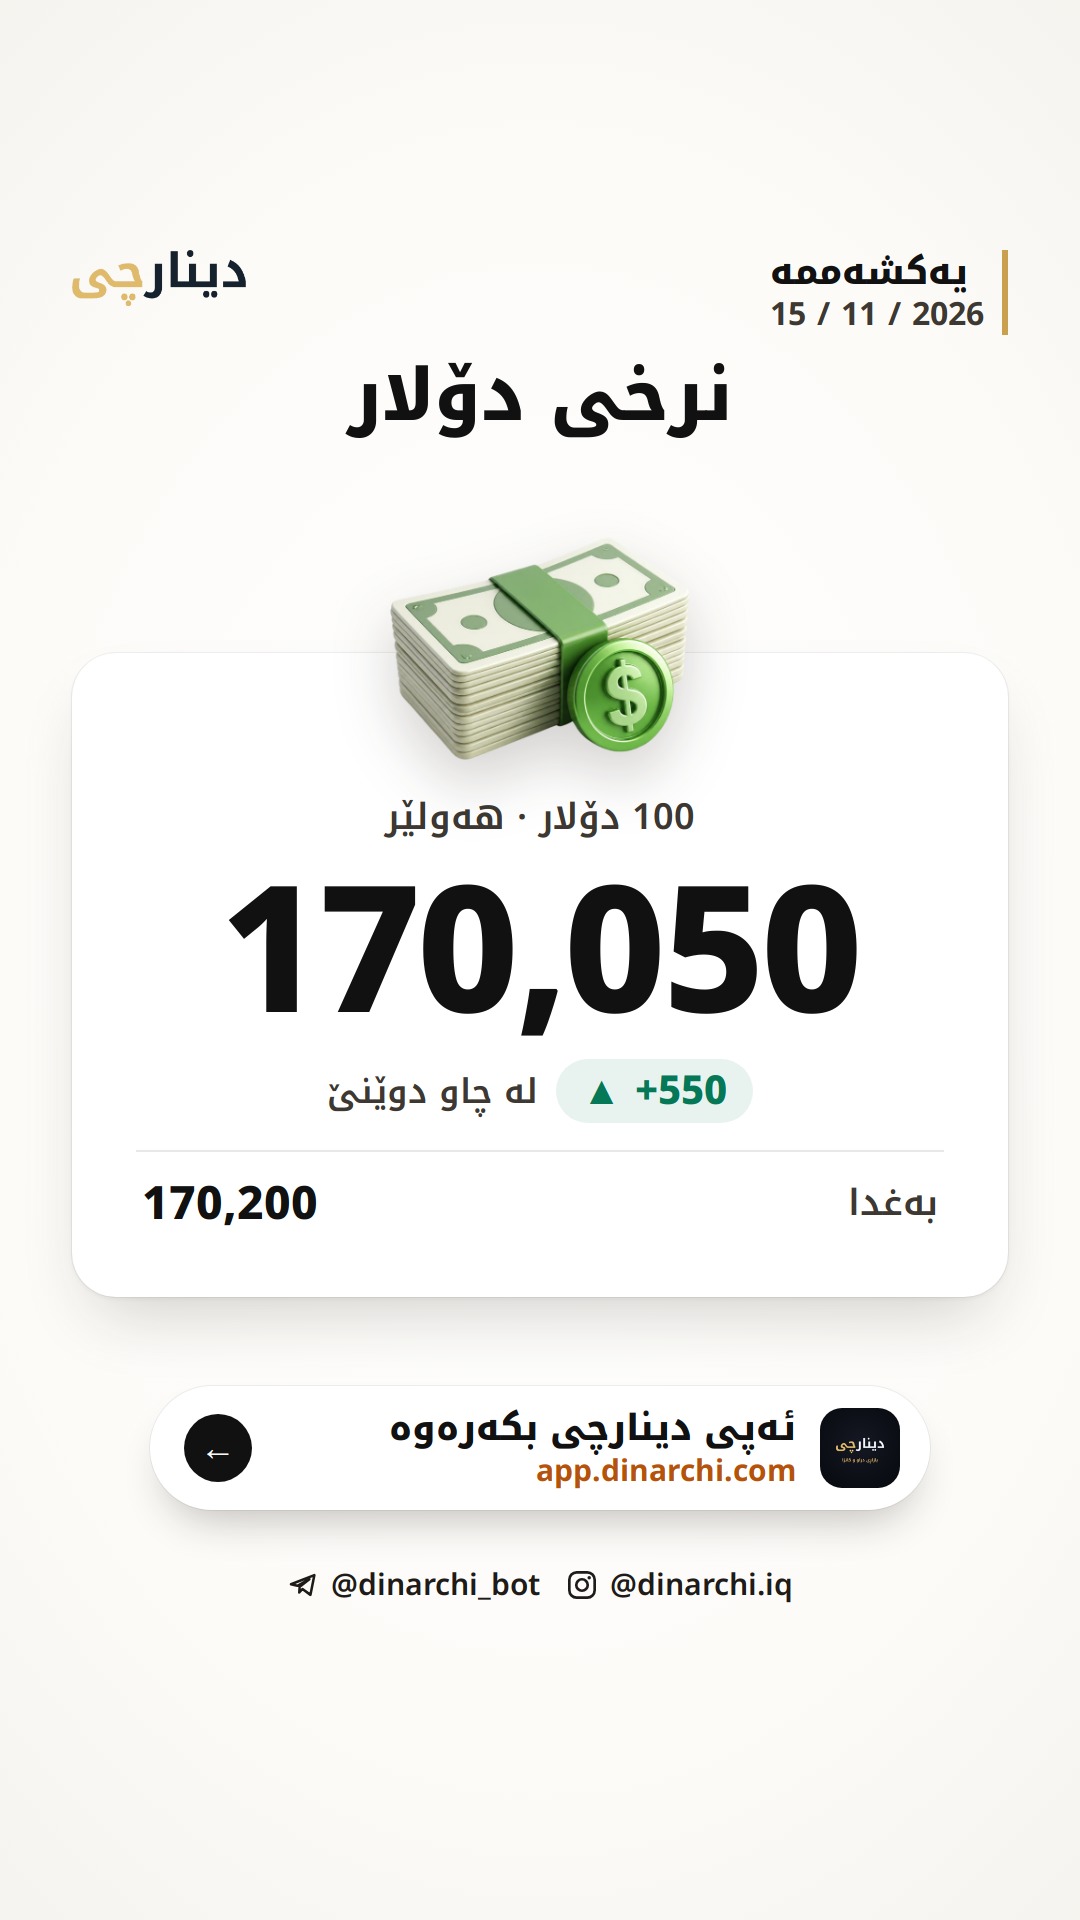 یەکشەممە
15 / 11 / 2026
دینارچی
نرخی دۆلار
100 دۆلار · هەولێر
170,050
+550 ▲ لە چاو دوێنێ
بەغدا 170,200
ئەپی دینارچی بکەرەوە
app.dinarchi.com
دینارچی
@dinarchi_bot @dinarchi.iq